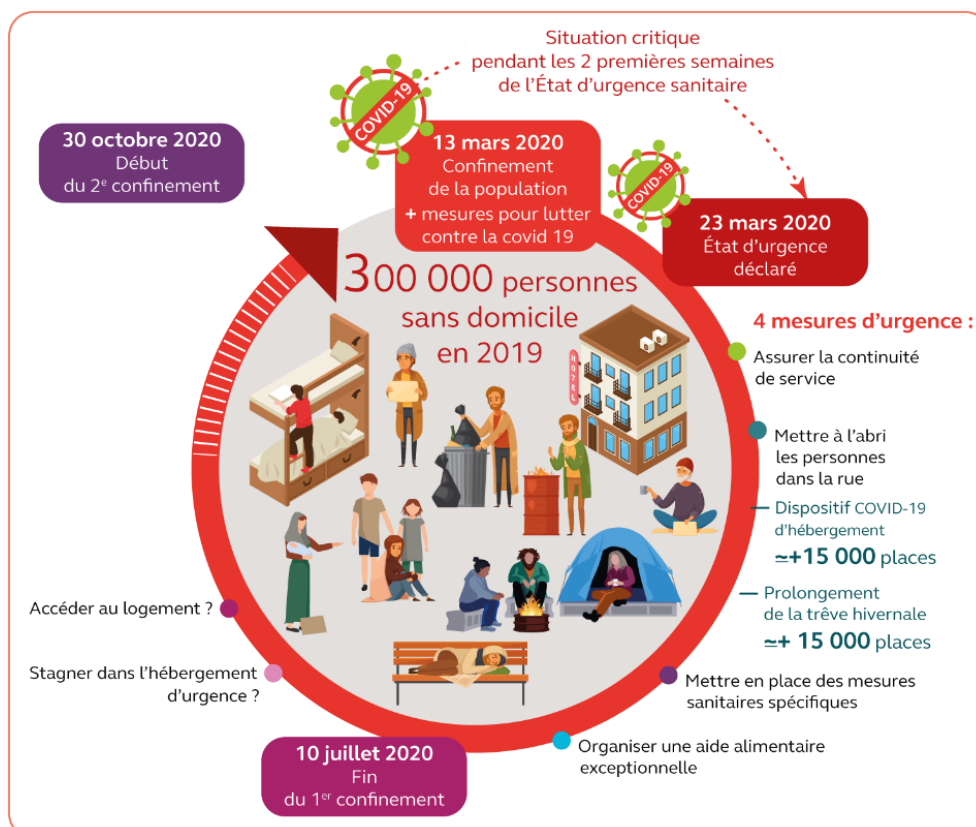 Situation critique
pendant les 2 premières semaines
de l’État d’urgence sanitaire
COVID-19
30 octobre 2020
Début
du 2e confinement
13 mars 2020
Confinement
de la population
+ mesures pour lutter
contre la covid 19
COVID-19
23 mars 2020
État d’urgence
déclaré
300 000 personnes
sans domicile
en 2019
HOTEL
4 mesures d’urgence :
Assurer la continuité
de service
Mettre à l’abri
les personnes
dans la rue
— Dispositif COVID-19
d’hébergement
≃+15 000 places
— Prolongement
de la trêve hivernale
≃+ 15 000 places
Mettre en place des mesures
sanitaires spécifiques
Organiser une aide alimentaire
exceptionnelle
10 juillet 2020
Fin
du 1er confinement
Stagner dans l’hébergement
d’urgence ?
Accéder au logement ?